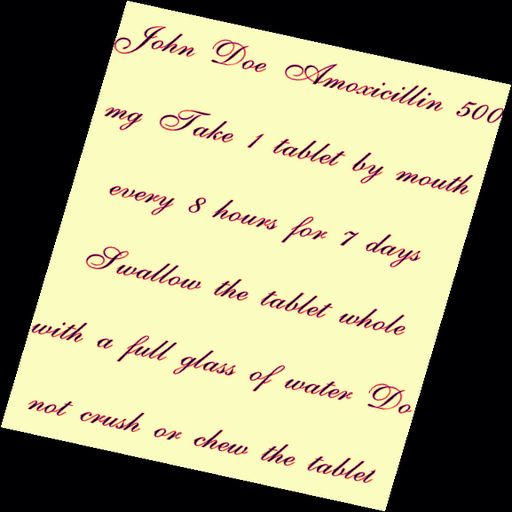 John Doe Amoxicillin 500
mg Take 1 tablet by mouth
every 8 hours for 7 days
Swallow the tablet whole
with a full glass of water Do
not crush or chew the tablet